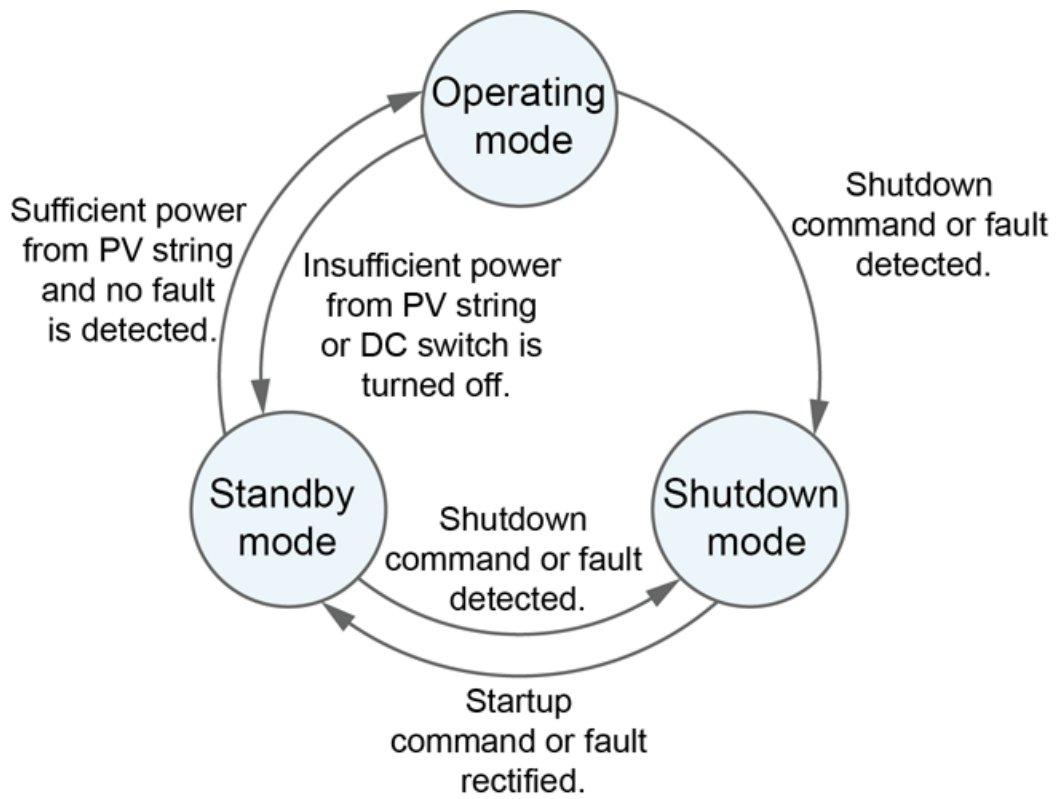 Operating
mode
Shutdown
command or fault
detected.
Sufficient power
from PV string
and no fault
is detected.
Insufficient power
from PV string
or DC switch is
turned off.
Standby
mode
Shutdown
command or fault
detected.
Shutdown
mode
Startup
command or fault
rectified.